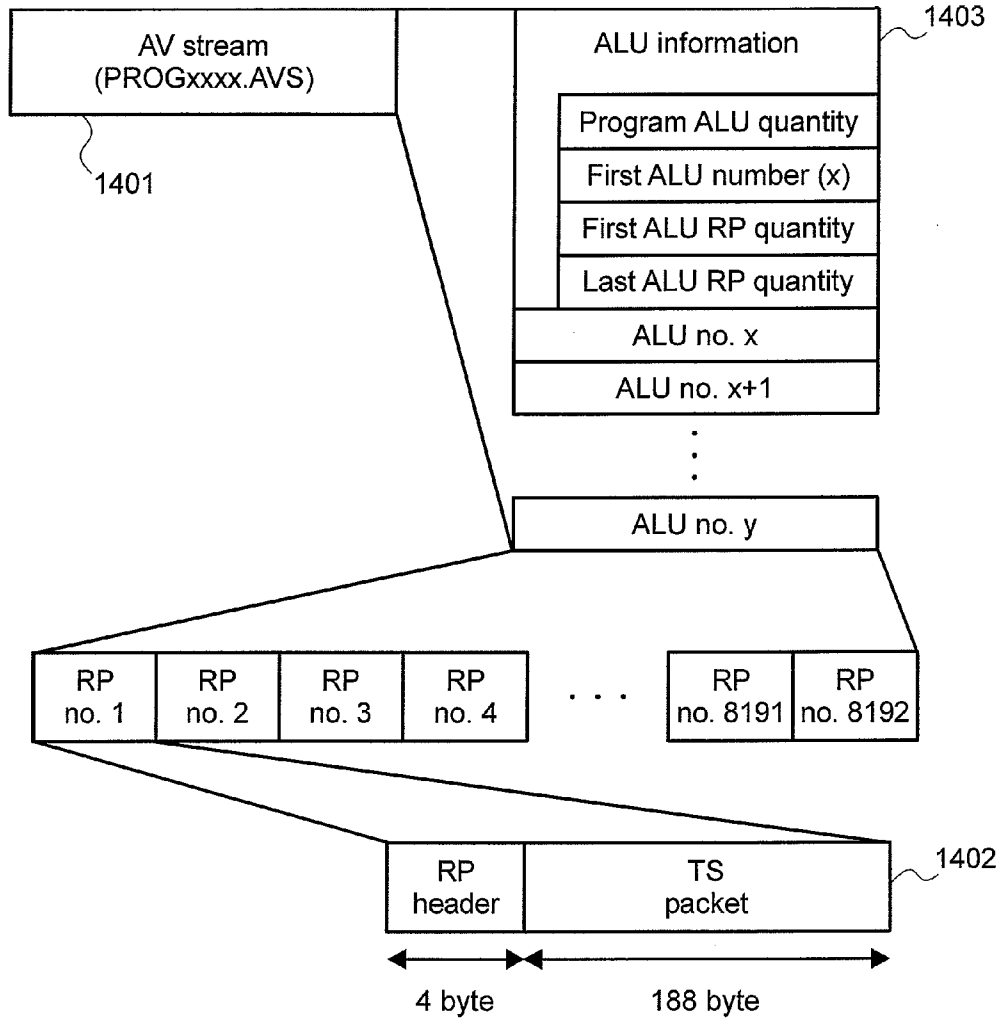 AV stream
(PROGxxxx.AVS)
1401
1403
ALU information
Program ALU quantity
First ALU number (x)
First ALU RP quantity
Last ALU RP quantity
ALU no. x
ALU no. x+1
ALU no. y
RP
no. 1
RP
no. 2
RP
no. 3
RP
no. 4
. . .
RP
no. 8191
RP
no. 8192
RP
header
TS
packet
1402
4 byte
188 byte